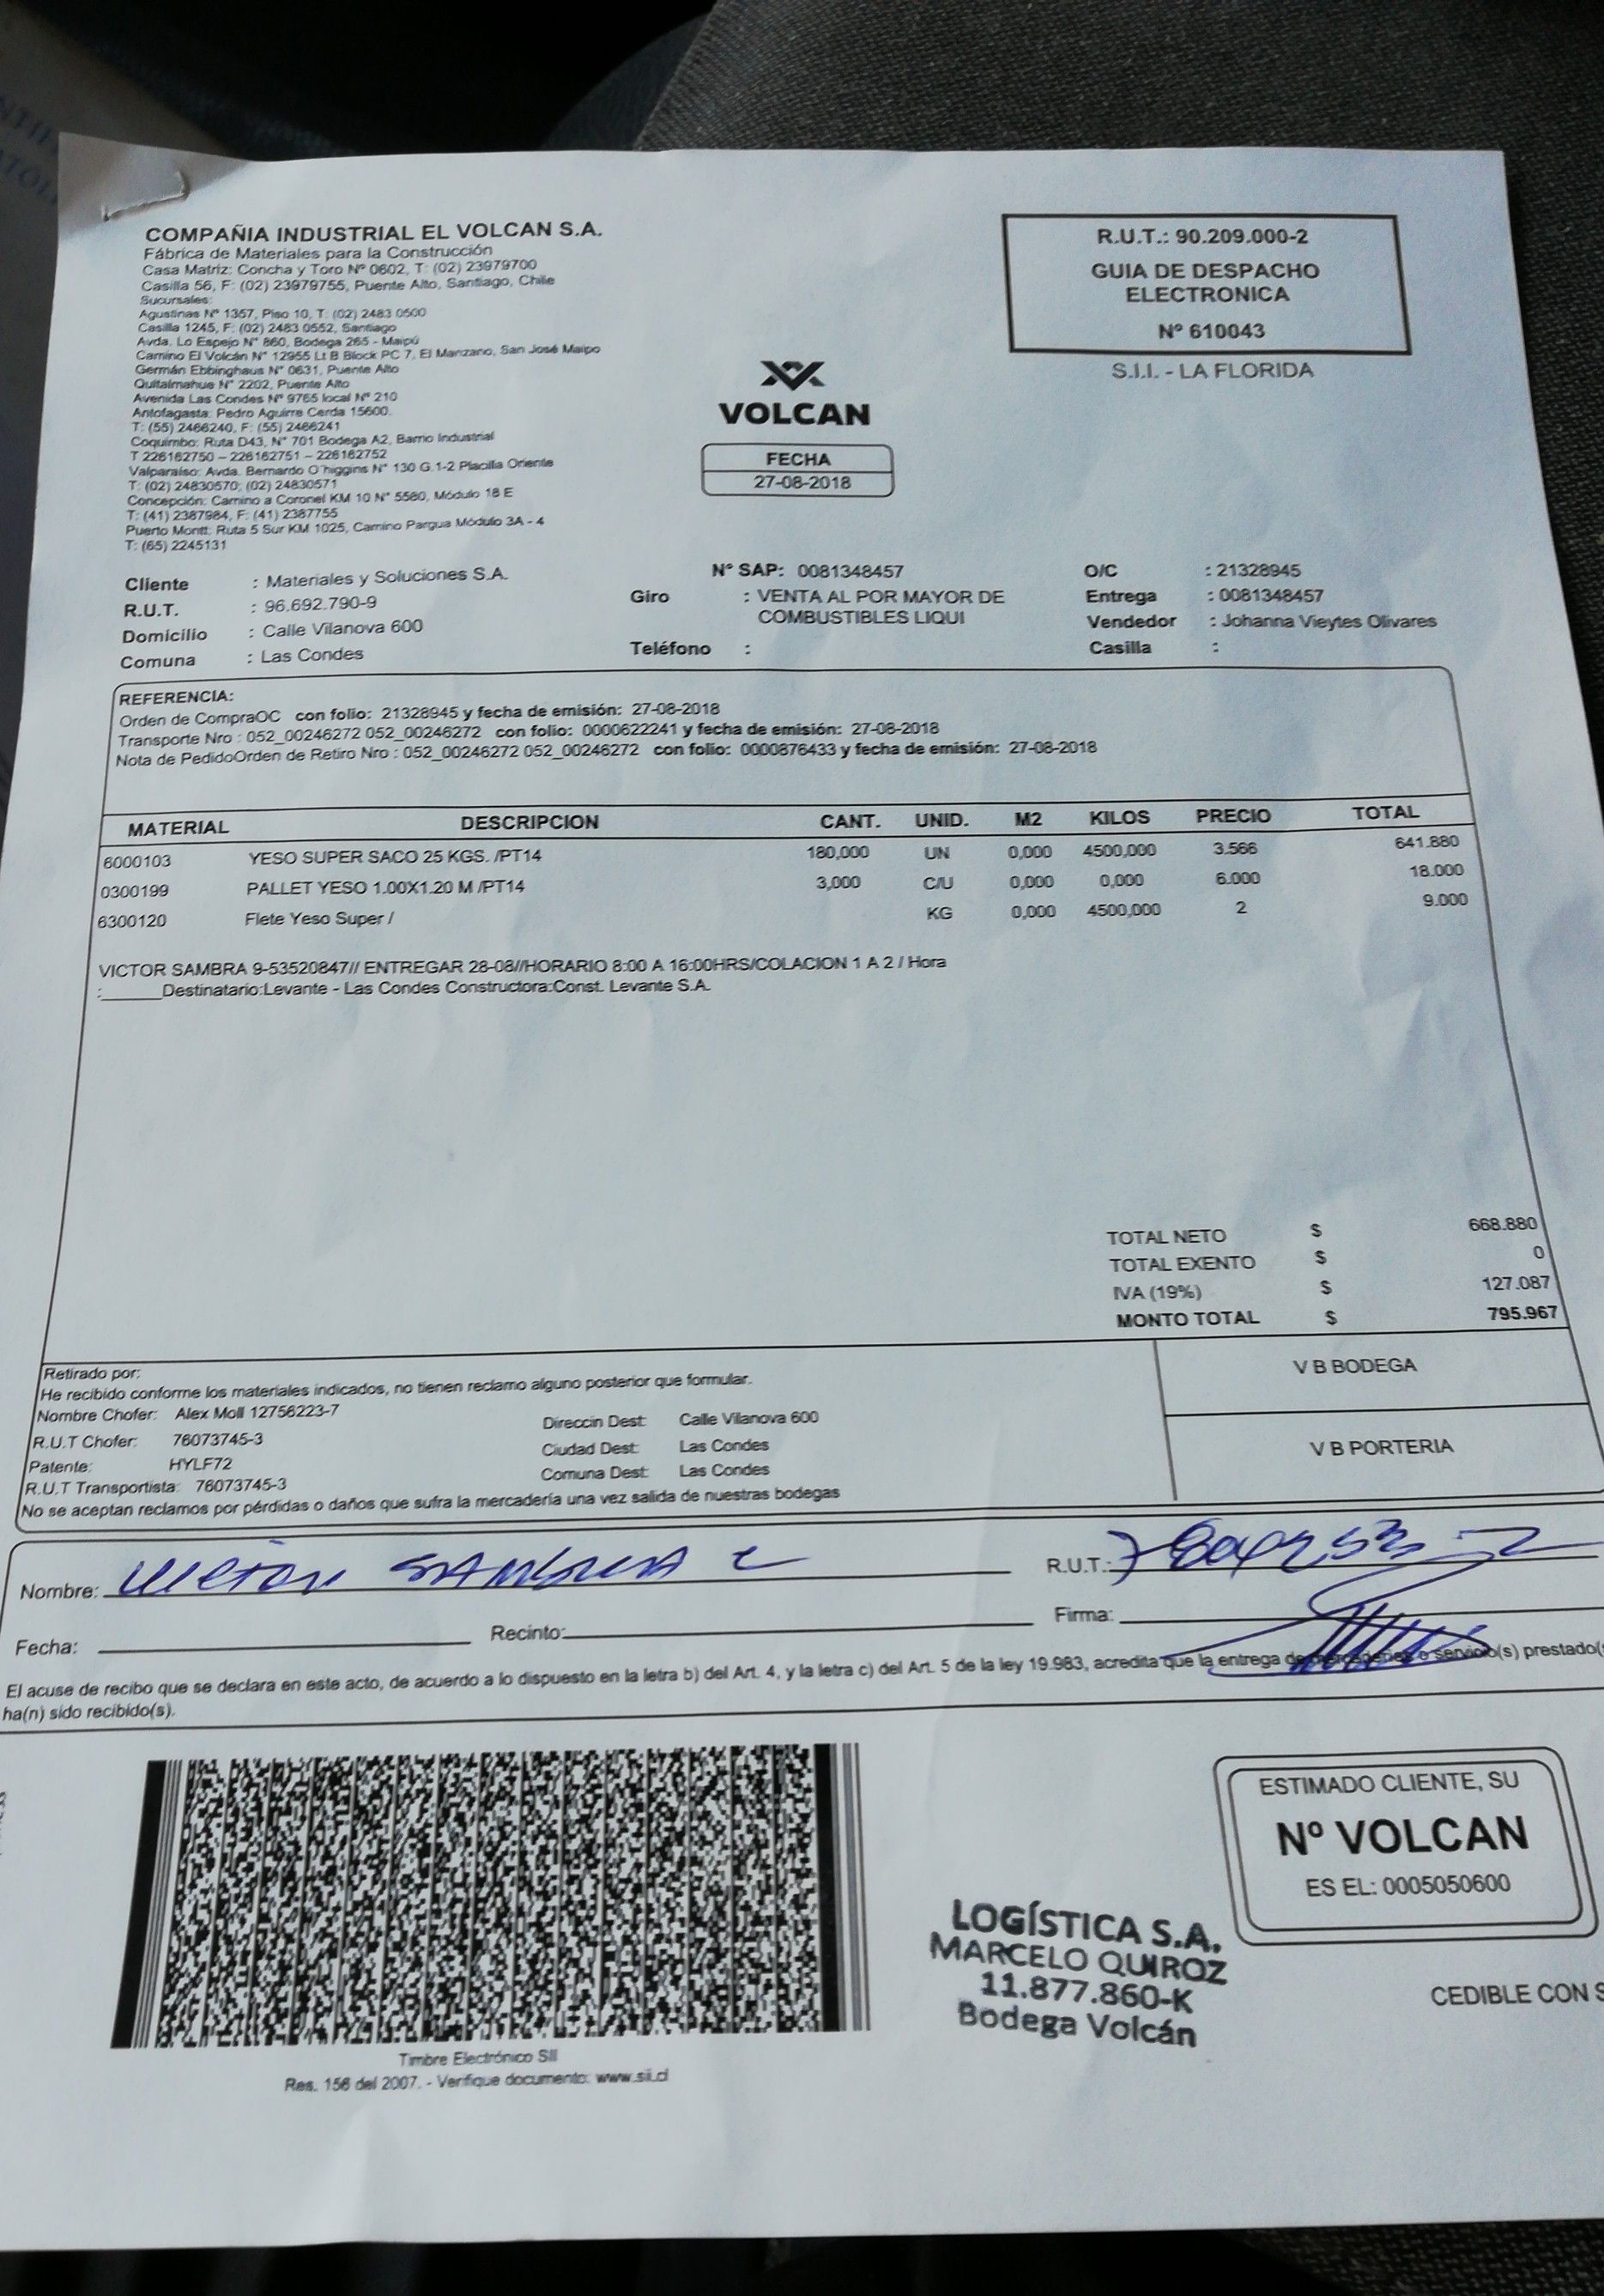 COMPAÑIA INDUSTRIAL EL VOLCAN S.A.
Fábrica de Materiales para la Construcción
Casa Matriz: Concha y Toro Nº 0602, T: (02) 23979700
Casilla 56, F: (02) 23979755, Puente Alto, Santiago, Chile
Sucursales:
Agustinas Nº 1357, Piso 10, T: (02) 2483 0500
Casilla 1245, F: (02) 2483 0552, Santiago
Avda. Lo Espejo N° 860, Bodega 265 - Maipú
Camino El Volcán N° 12955 Lt B Block PC 7, El Manzano, San José Maipo
Germán Ebbinghaus N° 0631, Puente Alto
Quitalmahue N° 2202, Puente Alto
Avenida Las Condes Nº 9765 local Nº 210
Antofagasta: Pedro Aguirre Cerda 15600.
T: (55) 2466240, F: (55) 2466241
Coquimbo: Ruta D43, N° 701 Bodega A2, Barrio Industrial
T 226162750 – 226162751 – 226162752
Valparaíso: Avda. Bernardo O´higgins N° 130 G.1-2 Placilla Oriente
T: (02) 24830570; (02) 24830571
Concepción: Camino a Coronel KM 10 N° 5580, Módulo 18 E
T: (41) 2387984, F: (41) 2387755
Puerto Montt: Ruta 5 Sur KM 1025, Camino Pargua Módulo 3A - 4
T: (65) 2245131
R.U.T.: 90.209.000-2
GUIA DE DESPACHO
ELECTRONICA
Nº 610043
S.I.I. - LA FLORIDA
VOLCAN
FECHA
27-08-2018
Cliente : Materiales y Soluciones S.A.
R.U.T. : 96.692.790-9
Domicilio : Calle Vilanova 600
Comuna : Las Condes
Nº SAP: 0081348457
Giro : VENTA AL POR MAYOR DE
COMBUSTIBLES LIQUI
Teléfono :
O/C : 21328945
Entrega : 0081348457
Vendedor : Johanna Vieytes Olivares
Casilla :
REFERENCIA:
Orden de CompraOC con folio: 21328945 y fecha de emisión: 27-08-2018
Transporte Nro : 052_00246272 052_00246272 con folio: 0000622241 y fecha de emisión: 27-08-2018
Nota de PedidoOrden de Retiro Nro : 052_00246272 052_00246272 con folio: 0000876433 y fecha de emisión: 27-08-2018
MATERIAL DESCRIPCION CANT. UNID. M2 KILOS PRECIO TOTAL
6000103 YESO SUPER SACO 25 KGS. /PT14 180,000 UN 0,000 4500,000 3.566 641.880
0300199 PALLET YESO 1.00X1.20 M /PT14 3,000 C/U 0,000 0,000 6.000 18.000
6300120 Flete Yeso Super / KG 0,000 4500,000 2 9.000
VICTOR SAMBRA 9-53520847// ENTREGAR 28-08//HORARIO 8:00 A 16:00HRS/COLACION 1 A 2 / Hora
:______Destinatario:Levante - Las Condes Constructora:Const. Levante S.A.
TOTAL NETO $ 668.880
TOTAL EXENTO $ 0
IVA (19%) $ 127.087
MONTO TOTAL $ 795.967
Retirado por:
He recibido conforme los materiales indicados, no tienen reclamo alguno posterior que formular.
Nombre Chofer: Alex Moll 12756223-7
R.U.T Chofer: 76073745-3
Patente: HYLF72
R.U.T Transportista: 76073745-3
Direccin Dest: Calle Vilanova 600
Ciudad Dest: Las Condes
Comuna Dest: Las Condes
No se aceptan reclamos por pérdidas o daños que sufra la mercadería una vez salida de nuestras bodegas
V B BODEGA
V B PORTERIA
Nombre: VICTOR SAMBRA
R.U.T.:
Fecha: Recinto: Firma:
El acuse de recibo que se declara en este acto, de acuerdo a lo dispuesto en la letra b) del Art. 4, y la letra c) del Art. 5 de la ley 19.983, acredita que la entrega de mercaderías o servicio(s) prestado(s
ha(n) sido recibido(s).
Timbre Electrónico SII
Res. 156 del 2007. - Verifique documento: www.sii.cl
ESTIMADO CLIENTE, SU
Nº VOLCAN
ES EL: 0005050600
LOGÍSTICA S.A.
MARCELO QUIROZ
11.877.860-K
Bodega Volcán
CEDIBLE CON S